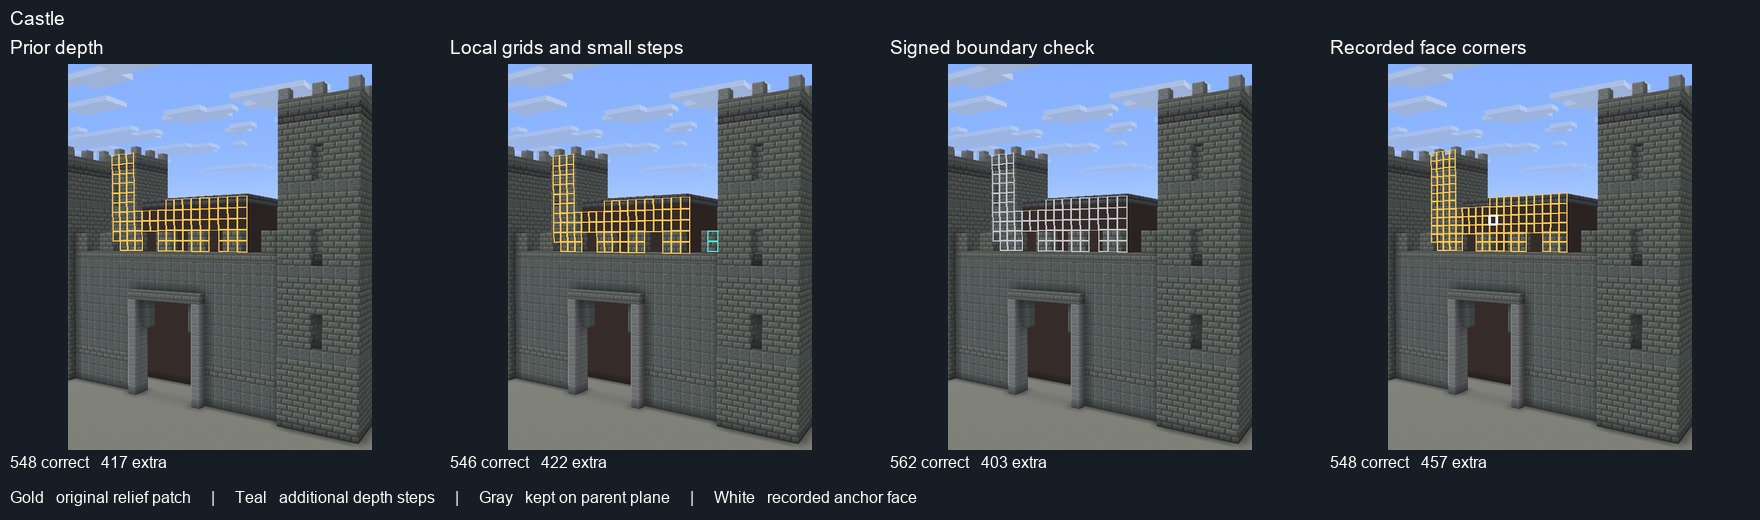 Castle
Prior depth
Local grids and small steps
Signed boundary check
Recorded face corners
548 correct 417 extra
546 correct 422 extra
562 correct 403 extra
548 correct 457 extra
Gold original relief patch | Teal additional depth steps | Gray kept on parent plane | White recorded anchor face